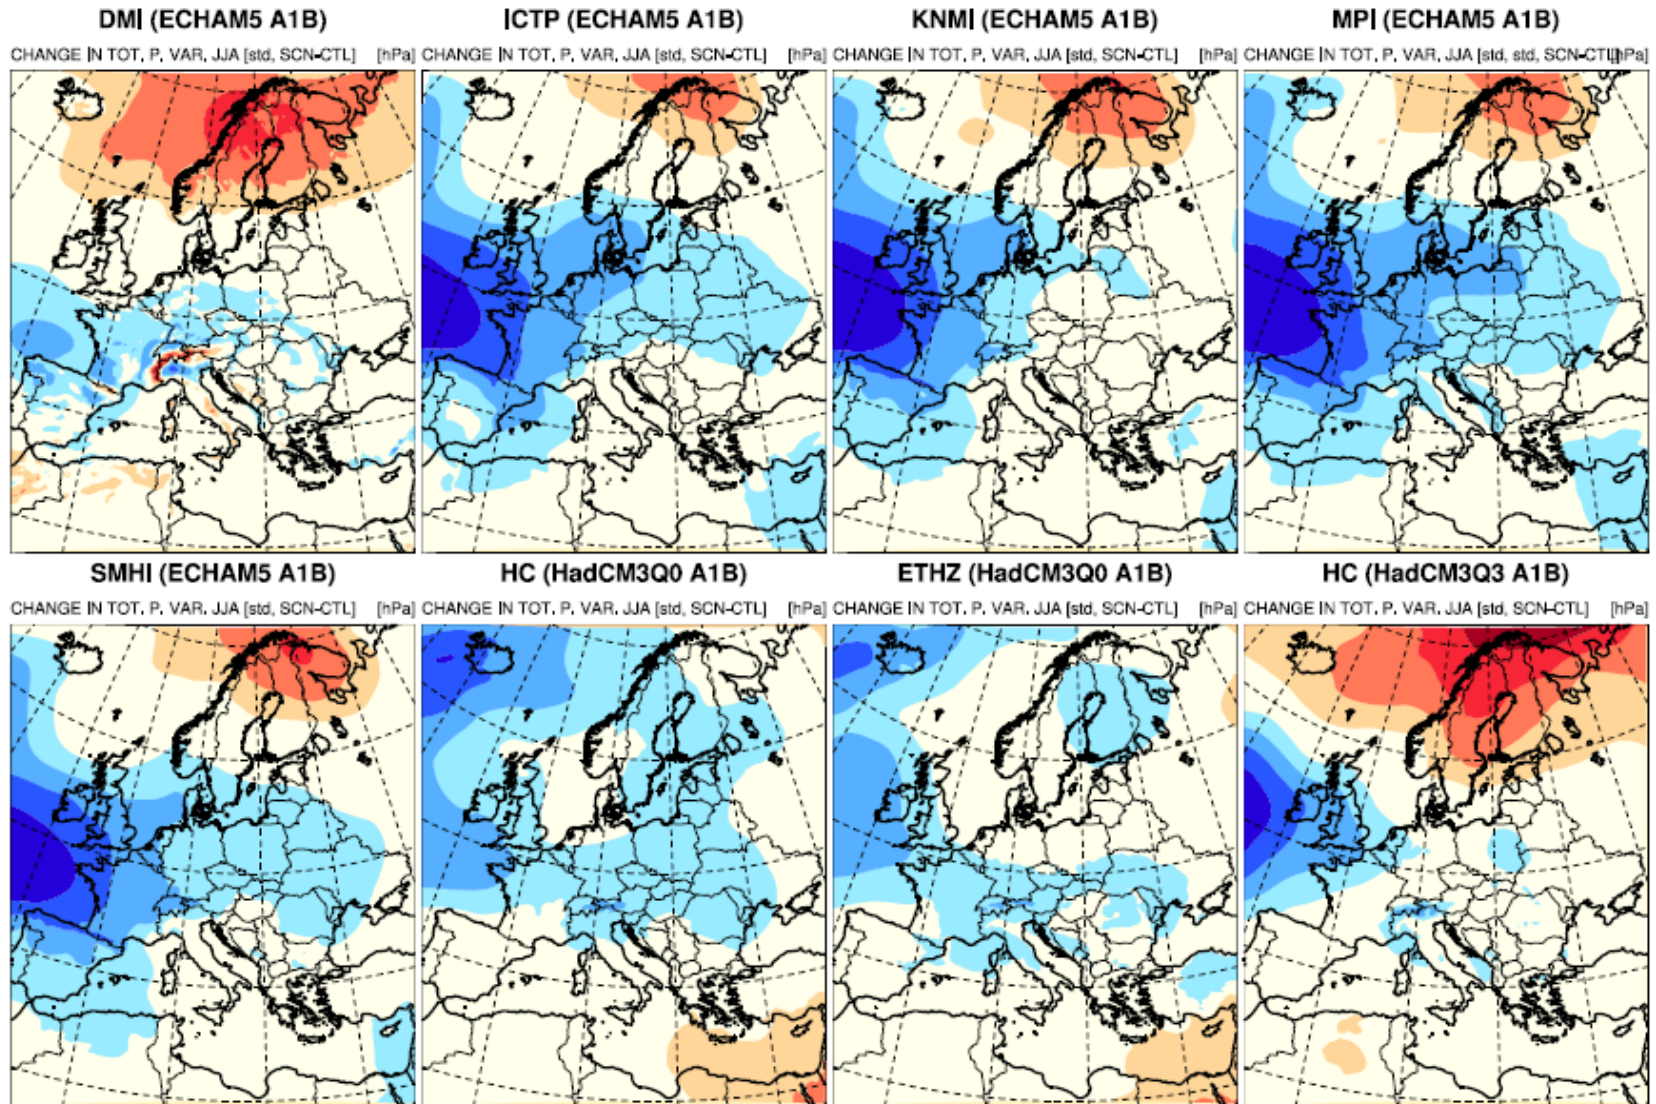 DMI (ECHAM5 A1B)
CHANGE IN TOT. P. VAR. JJA [std, SCN-CTL] [hPa]
ICTP (ECHAM5 A1B)
CHANGE IN TOT. P. VAR. JJA [std, SCN-CTL] [hPa]
KNMI (ECHAM5 A1B)
CHANGE IN TOT. P. VAR. JJA [std, SCN-CTL] [hPa]
MPI (ECHAM5 A1B)
CHANGE IN TOT. P. VAR. JJA [std, std, SCN-CTL][hPa]
SMHI (ECHAM5 A1B)
CHANGE IN TOT. P. VAR. JJA [std, SCN-CTL] [hPa]
HC (HadCM3Q0 A1B)
CHANGE IN TOT. P. VAR. JJA [std, SCN-CTL] [hPa]
ETHZ (HadCM3Q0 A1B)
CHANGE IN TOT. P. VAR. JJA [std, SCN-CTL] [hPa]
HC (HadCM3Q3 A1B)
CHANGE IN TOT. P. VAR. JJA [std, SCN-CTL] [hPa]